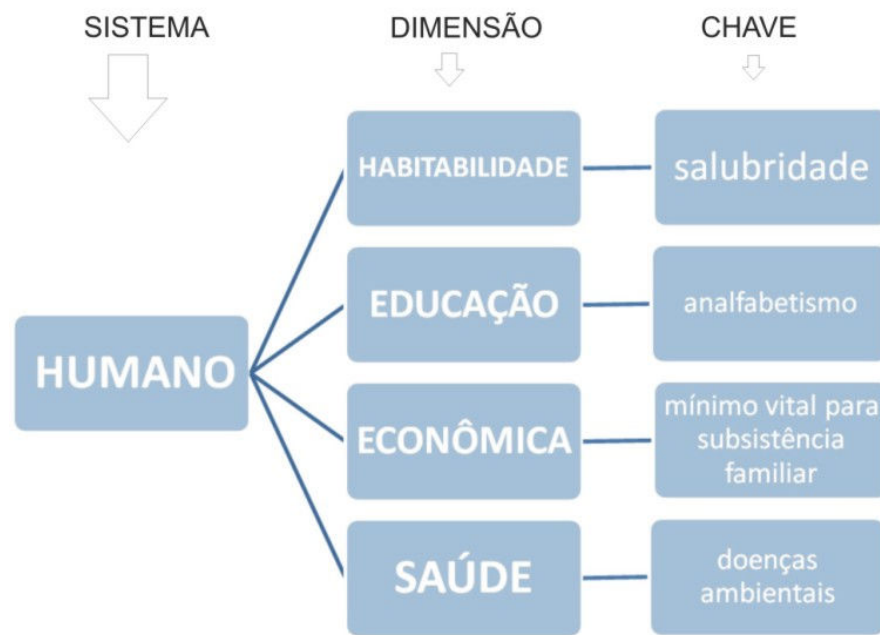 SISTEMA
DIMENSÃO
CHAVE
HABITABILIDADE
salubridade
EDUCAÇÃO
analfabetismo
HUMANO
ECONÔMICA
mínimo vital para
subsistência
familiar
SAÚDE
doenças
ambientais